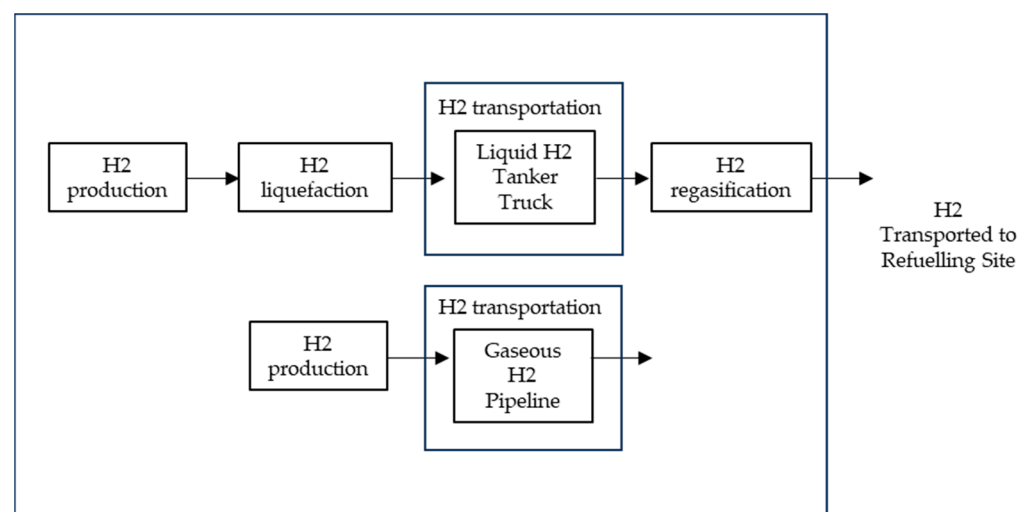 H2 transportation
H2
production
H2
liquefaction
Liquid H2
Tanker
Truck
H2
regasification
H2
Transported to
Refuelling Site
H2 transportation
H2
production
Gaseous
H2
Pipeline